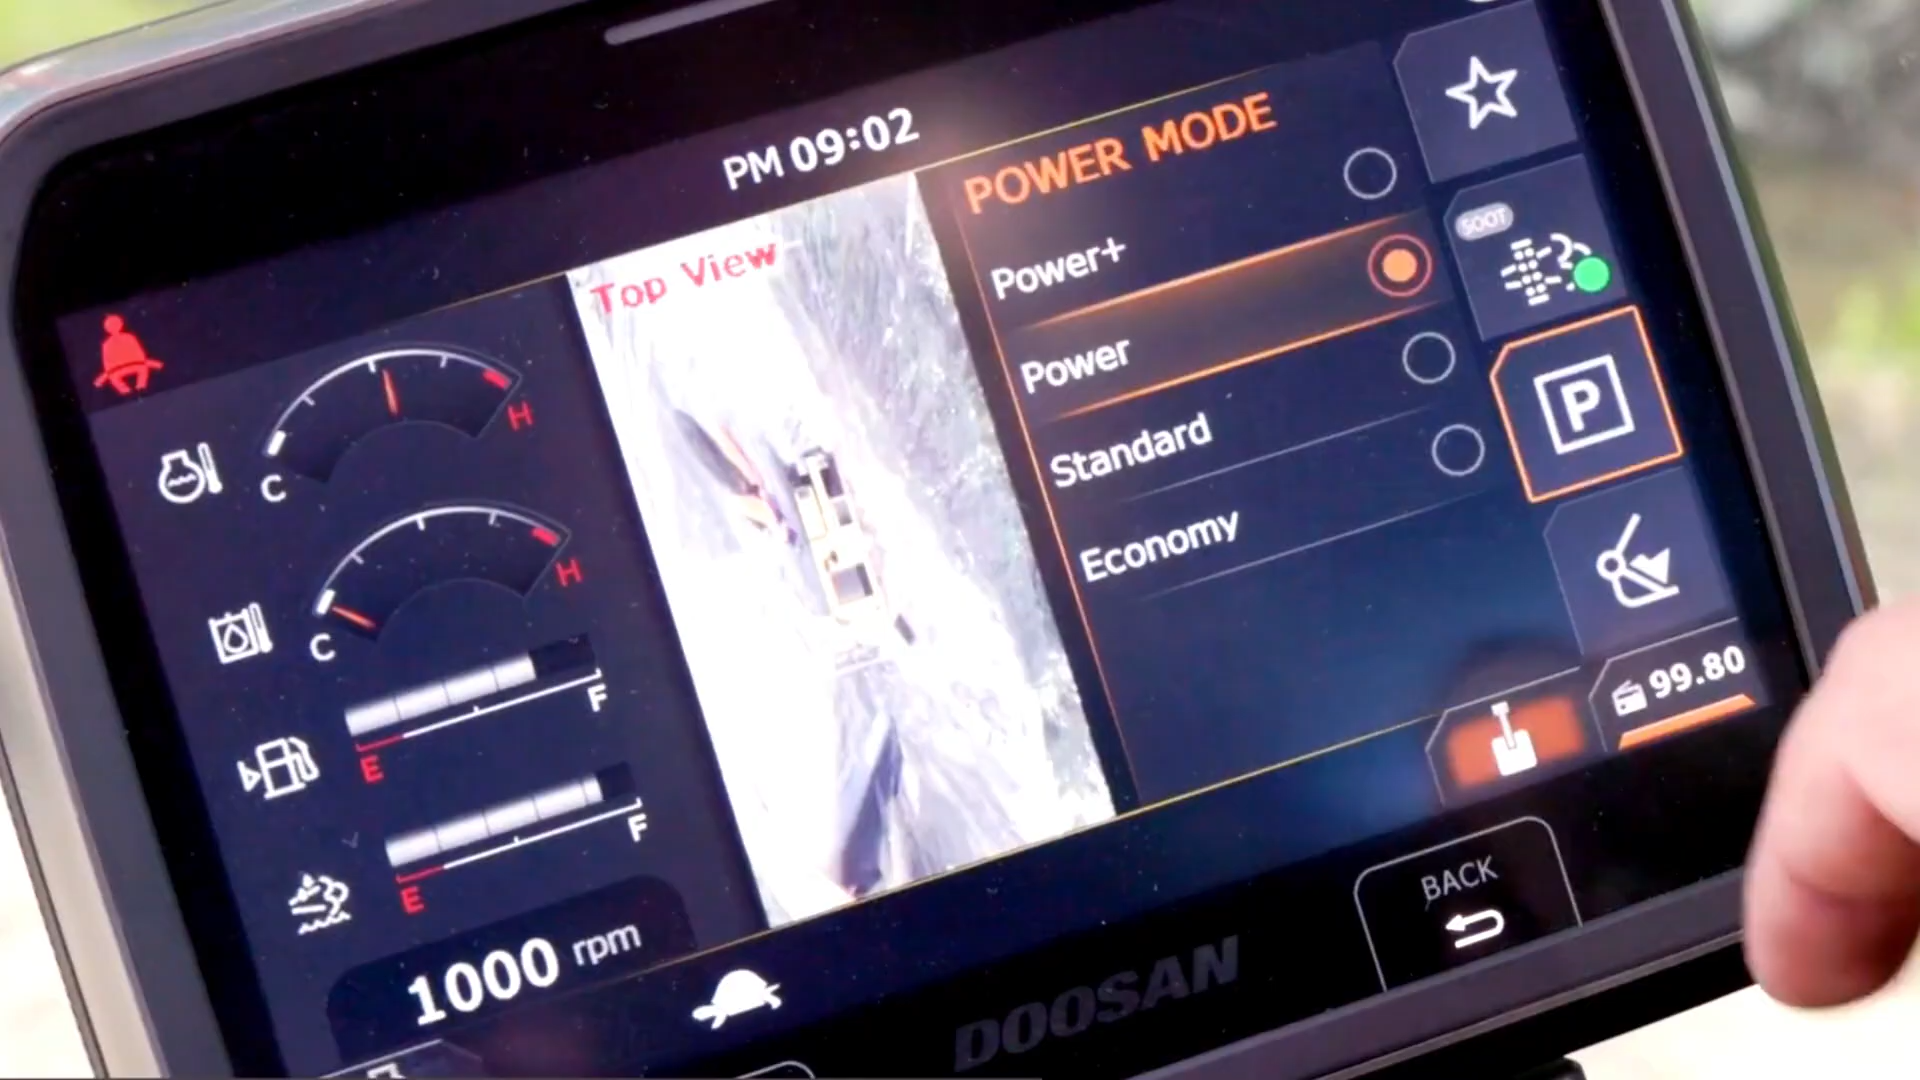 PM 09:02
Top View
POWER MODE
Power+
Power
Standard
Economy
SOOT
P
99.80
C
H
C
H
E
F
E
F
1000 rpm
BACK
DOOSAN